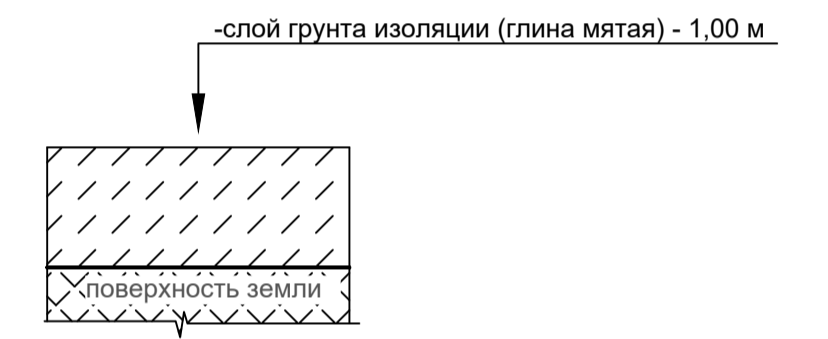 -слой грунта изоляции (глина мятая) - 1,00 м
поверхность земли